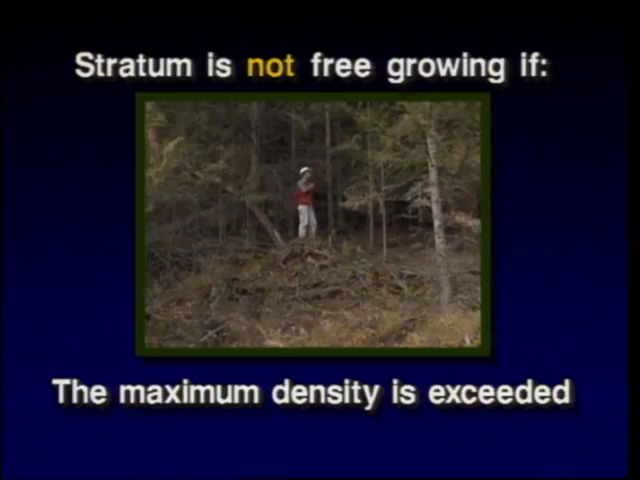 Stratum is not free growing if:
The maximum density is exceeded